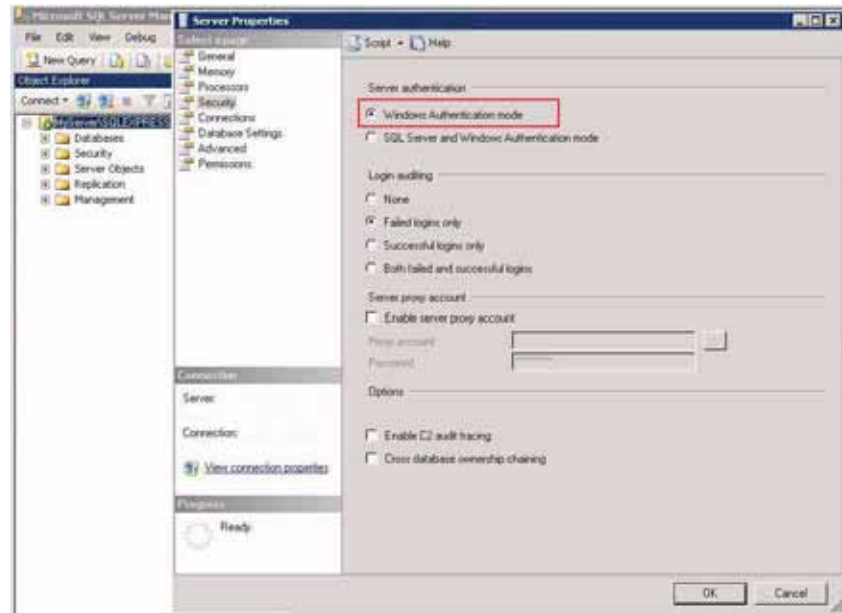 Microsoft SQL Server Man
File Edit View Debug
New Query
Object Explorer
Connect
MyServer\SQLEXPRESS
Databases
Security
Server Objects
Replication
Management
Server Properties
Select a page
General
Memory
Processors
Security
Connections
Database Settings
Advanced
Permissions
Connection
Server:
Connection:
View connection properties
Progress
Ready
Script Help
Server authentication
Windows Authentication mode
SQL Server and Windows Authentication mode
Login auditing
None
Failed logins only
Successful logins only
Both failed and successful logins
Server proxy account
Enable server proxy account
Proxy account:
Password:
Options
Enable C2 audit tracing
Cross database ownership chaining
OK Cancel